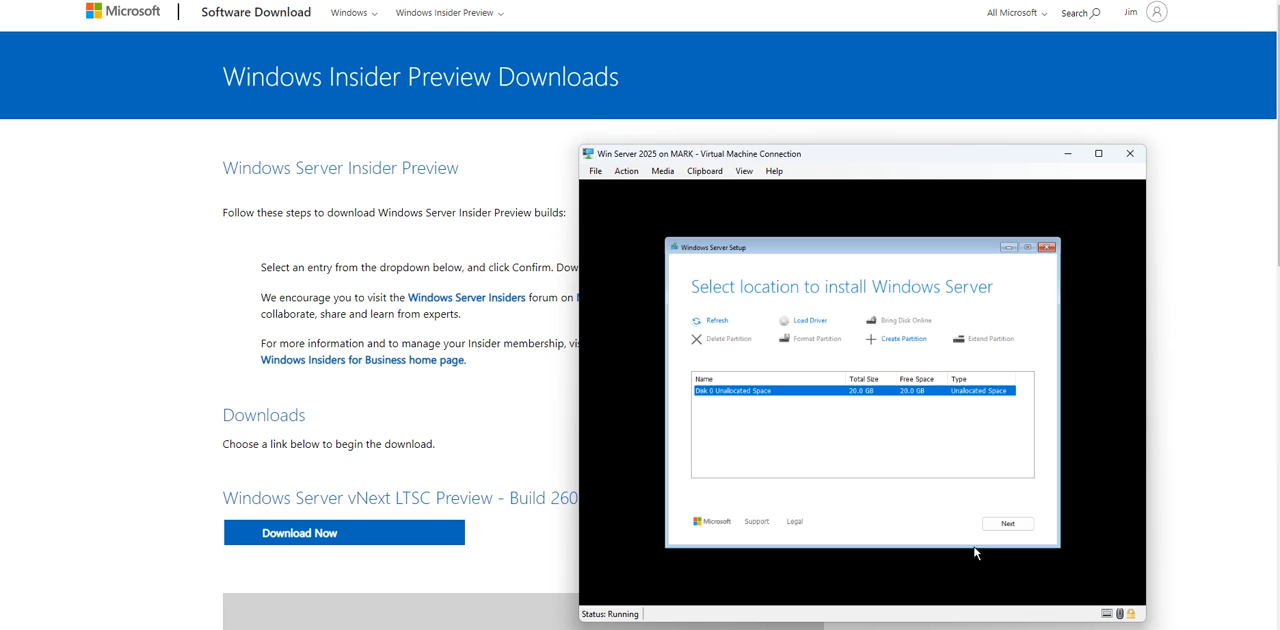 Microsoft
Software Download
Windows
Windows Insider Preview
All Microsoft
Search
Jim
Windows Insider Preview Downloads
Windows Server Insider Preview
Follow these steps to download Windows Server Insider Preview builds:
Select an entry from the dropdown below, and click Confirm. Dow
We encourage you to visit the Windows Server Insiders forum on
collaborate, share and learn from experts.
For more information and to manage your Insider membership, vis
Windows Insiders for Business home page.
Downloads
Choose a link below to begin the download.
Windows Server vNext LTSC Preview - Build 260
Download Now
Win Server 2025 on MARK - Virtual Machine Connection
File Action Media Clipboard View Help
Windows Server Setup
Select location to install Windows Server
Refresh Load Driver Bring Disk Online
Delete Partition Format Partition Create Partition Extend Partition
Name Total Size Free Space Type
Disk 0 Unallocated Space 20.0 GB 20.0 GB Unallocated Space
Microsoft Support Legal Next
Status: Running